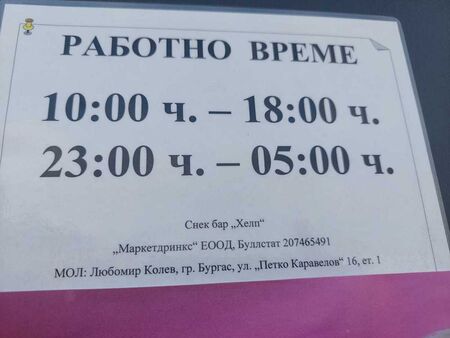 РАБОТНО ВРЕМЕ
10:00 ч. – 18:00 ч.
23:00 ч. – 05:00 ч.
Снек бар „Хелп“
„Маркетдринкс“ ЕООД, Буллстат 207465491
МОЛ: Любомир Колев, гр. Бургас, ул. „Петко Каравелов“ 16, ет. 1